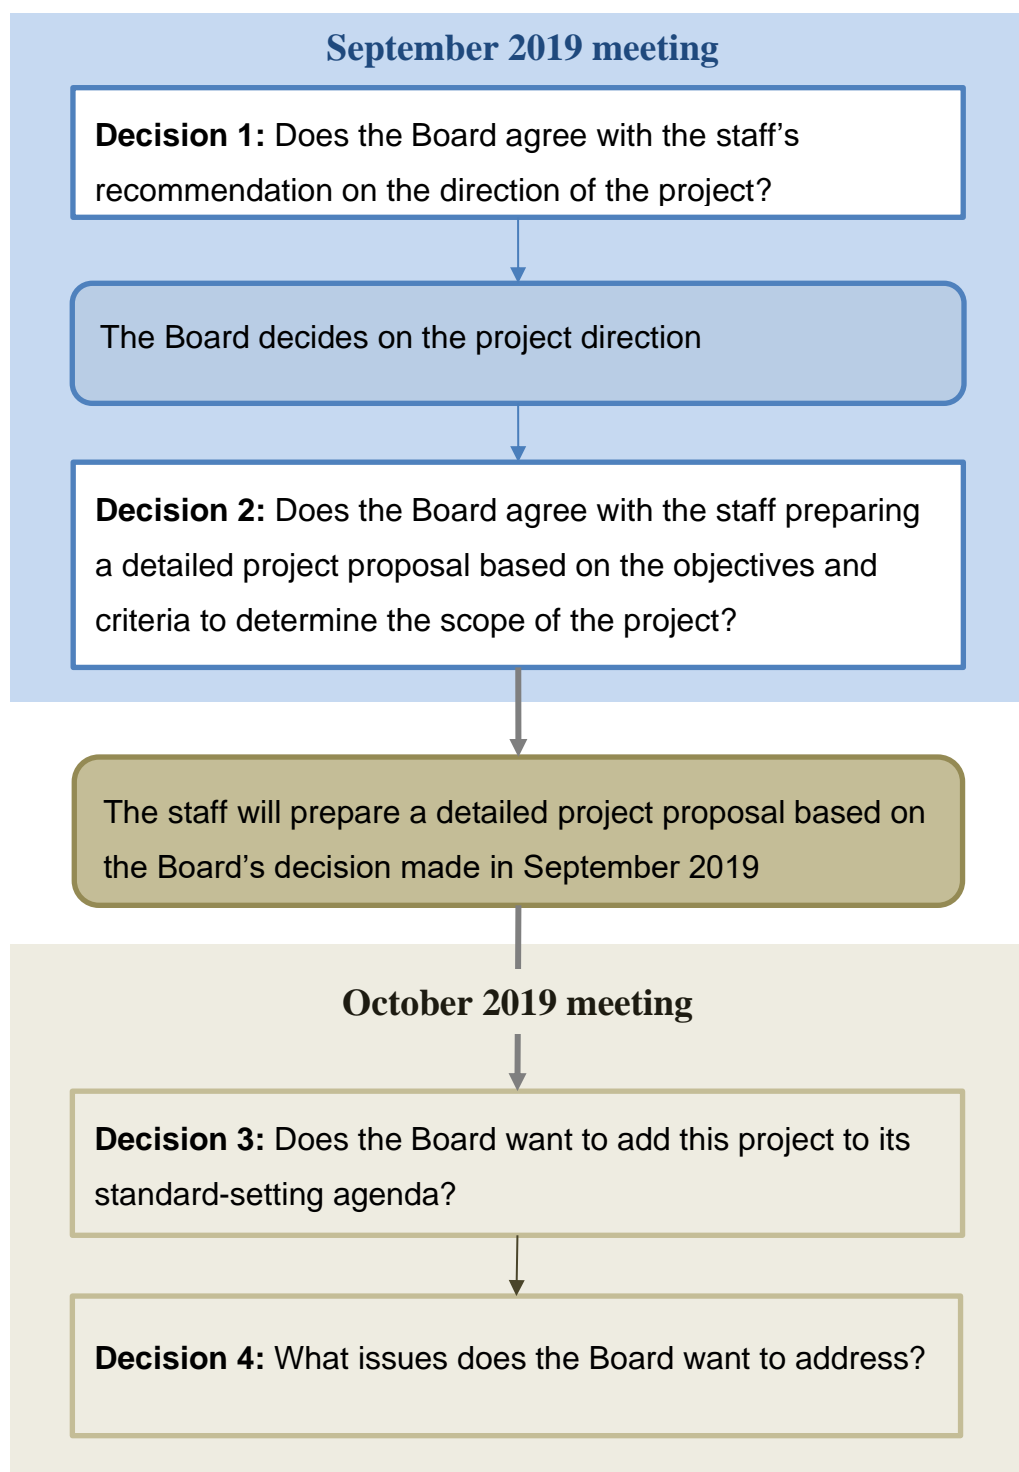 September 2019 meeting
Decision 1: Does the Board agree with the staff’s
recommendation on the direction of the project?
The Board decides on the project direction
Decision 2: Does the Board agree with the staff preparing
a detailed project proposal based on the objectives and
criteria to determine the scope of the project?
The staff will prepare a detailed project proposal based on
the Board’s decision made in September 2019
October 2019 meeting
Decision 3: Does the Board want to add this project to its
standard-setting agenda?
Decision 4: What issues does the Board want to address?